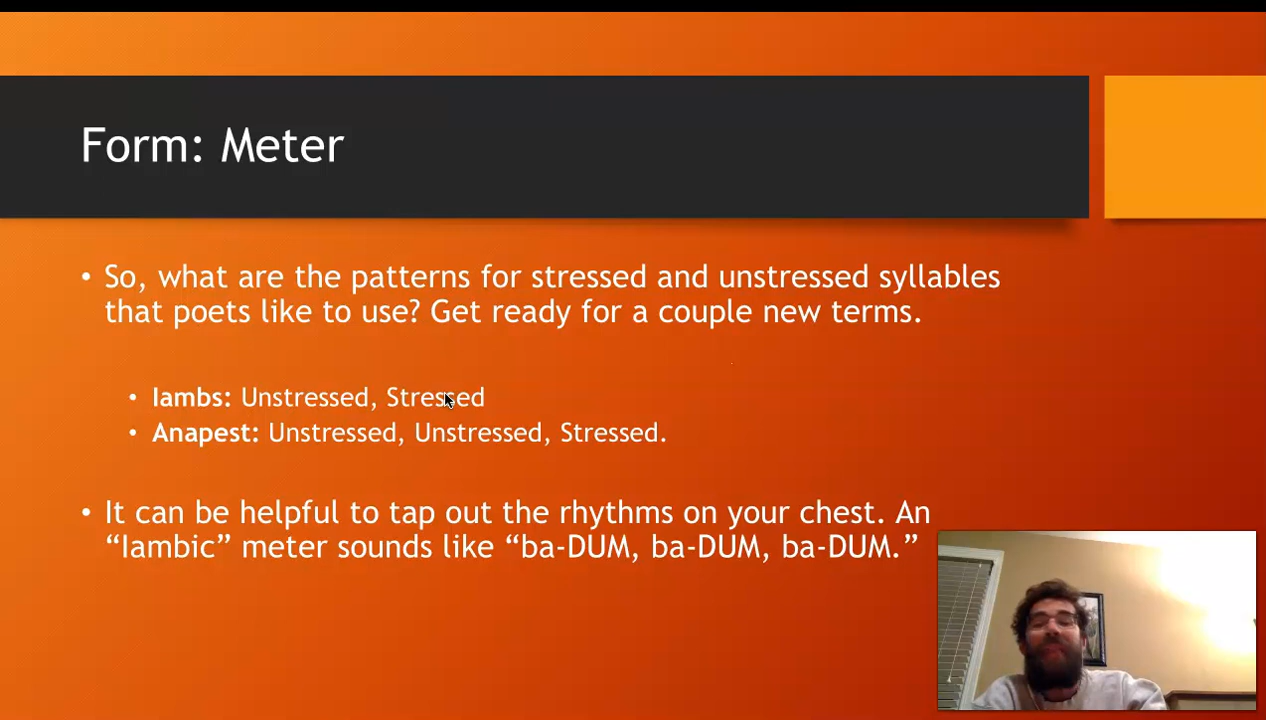 Form: Meter
• So, what are the patterns for stressed and unstressed syllables
that poets like to use? Get ready for a couple new terms.
• Iambs: Unstressed, Stressed
• Anapest: Unstressed, Unstressed, Stressed.
• It can be helpful to tap out the rhythms on your chest. An
“Iambic” meter sounds like “ba-DUM, ba-DUM, ba-DUM.”